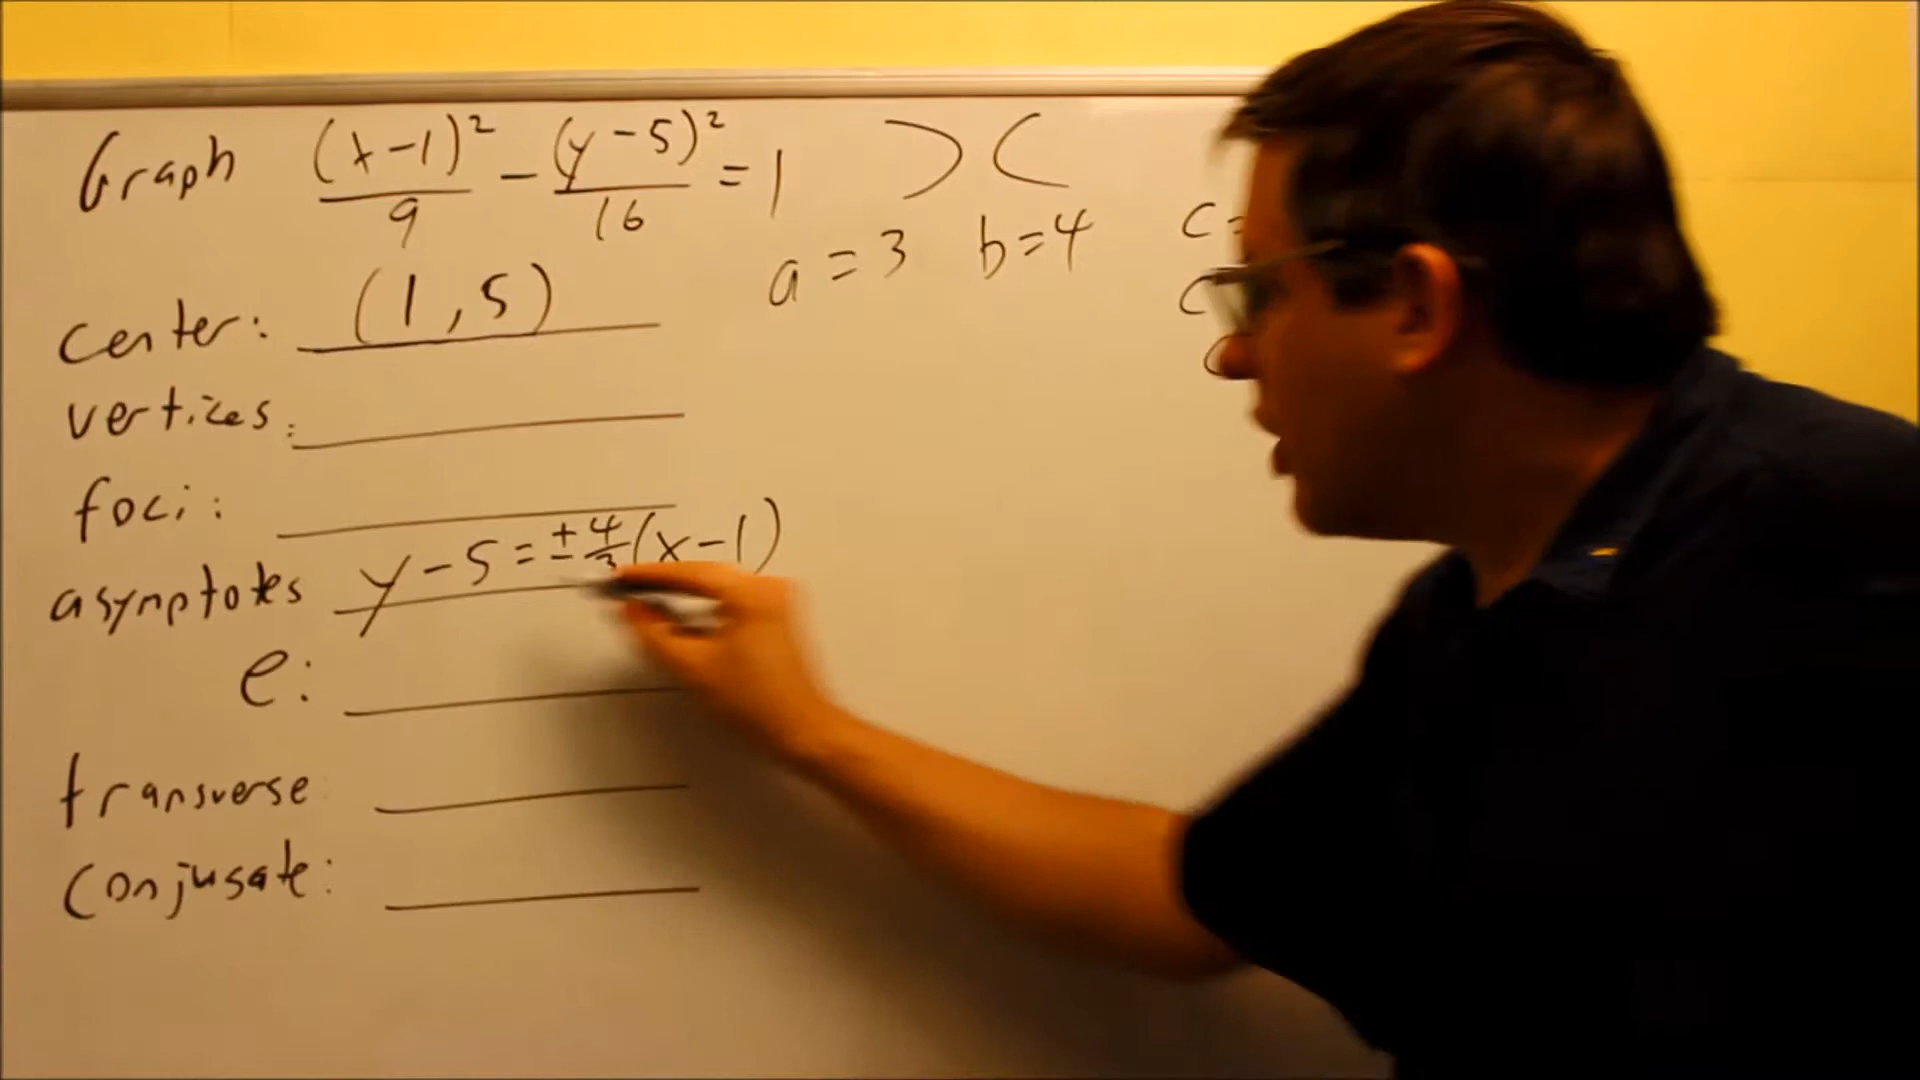 Graph (x-1)²/9 - (y-5)²/16 = 1
a = 3 b = 4 c =
center: (1,5)
vertices:
foci:
asymptotes y-5 = ±4/3(x-1)
e:
transverse
Conjugate: